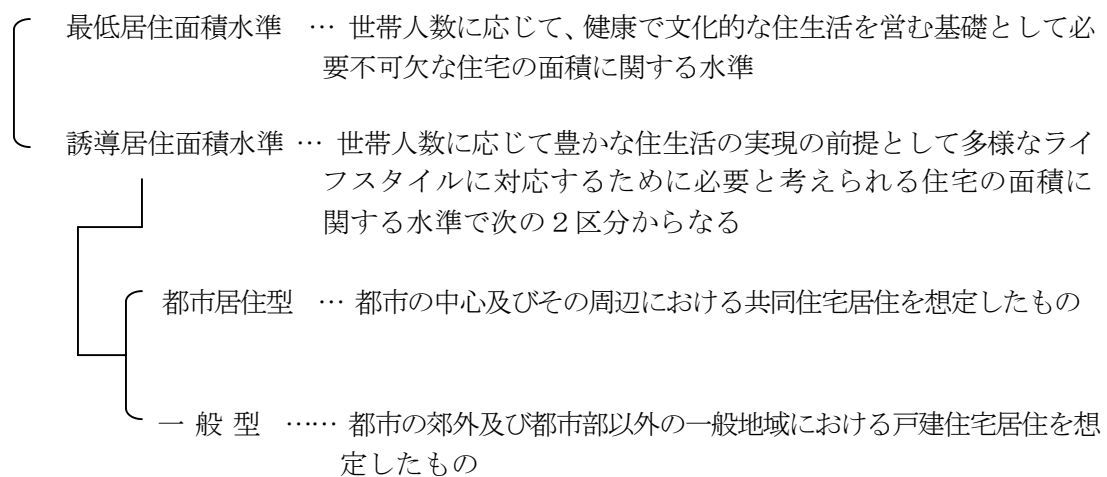 最低居住面積水準 … 世帯人数に応じて、健康で文化的な住生活を営む基礎として必
要不可欠な住宅の面積に関する水準
誘導居住面積水準 … 世帯人数に応じて豊かな住生活の実現の前提として多様なライ
フスタイルに対応するために必要と考えられる住宅の面積に
関する水準で次の２区分からなる
都市居住型 … 都市の中心及びその周辺における共同住宅居住を想定したもの
一 般 型 …… 都市の郊外及び都市部以外の一般地域における戸建住宅居住を想
定したもの